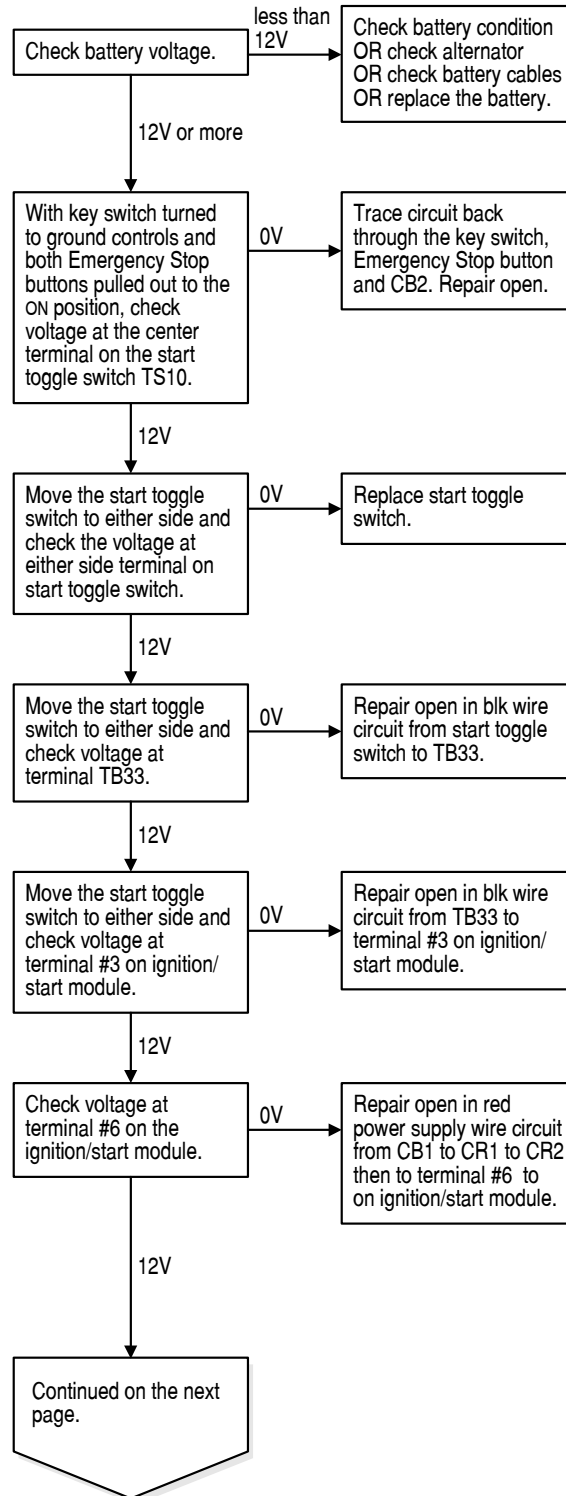 Check battery voltage.
less than
12V
Check battery condition
OR check alternator
OR check battery cables
OR replace the battery.
12V or more
With key switch turned
to ground controls and
both Emergency Stop
buttons pulled out to the
ON position, check
voltage at the center
terminal on the start
toggle switch TS10.
0V
Trace circuit back
through the key switch,
Emergency Stop button
and CB2. Repair open.
12V
Move the start toggle
switch to either side and
check the voltage at
either side terminal on
start toggle switch.
0V
Replace start toggle
switch.
12V
Move the start toggle
switch to either side and
check voltage at
terminal TB33.
0V
Repair open in blk wire
circuit from start toggle
switch to TB33.
12V
Move the start toggle
switch to either side and
check voltage at
terminal #3 on ignition/
start module.
0V
Repair open in blk wire
circuit from TB33 to
terminal #3 on ignition/
start module.
12V
Check voltage at
terminal #6 on the
ignition/start module.
0V
Repair open in red
power supply wire circuit
from CB1 to CR1 to CR2
then to terminal #6 to
on ignition/start module.
12V
Continued on the next
page.